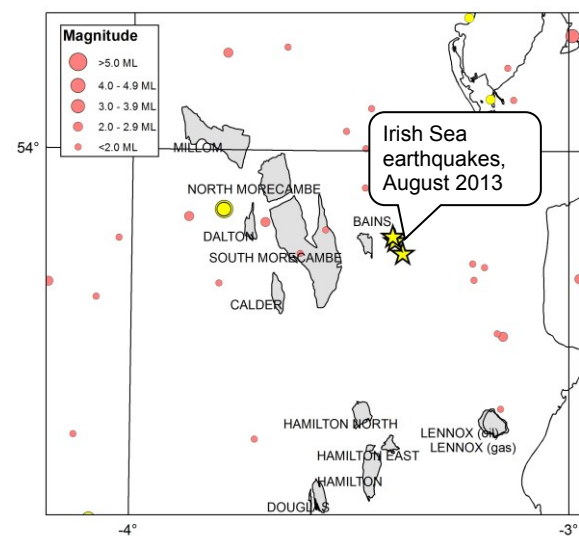 Magnitude
>5.0 ML
4.0 - 4.9 ML
3.0 - 3.9 ML
2.0 - 2.9 ML
<2.0 ML
Irish Sea
earthquakes,
August 2013
54°
MILLOM
NORTH MORECAMBE
BAINS
DALTON
SOUTH MORECAMBE
CALDER
HAMILTON NORTH
LENNOX (oil)
LENNOX (gas)
HAMILTON EAST
HAMILTON
DOUGLAS
-4°
-3°